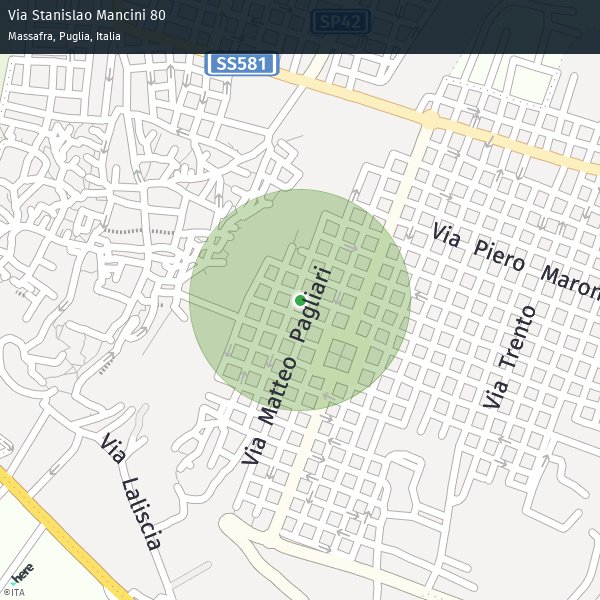 Via Stanislao Mancini 80
Massafra, Puglia, Italia
SP42
SS581
Via Piero Maron
Via Matteo Pagliari
Via Trento
Via Laliscia
here
©ITA